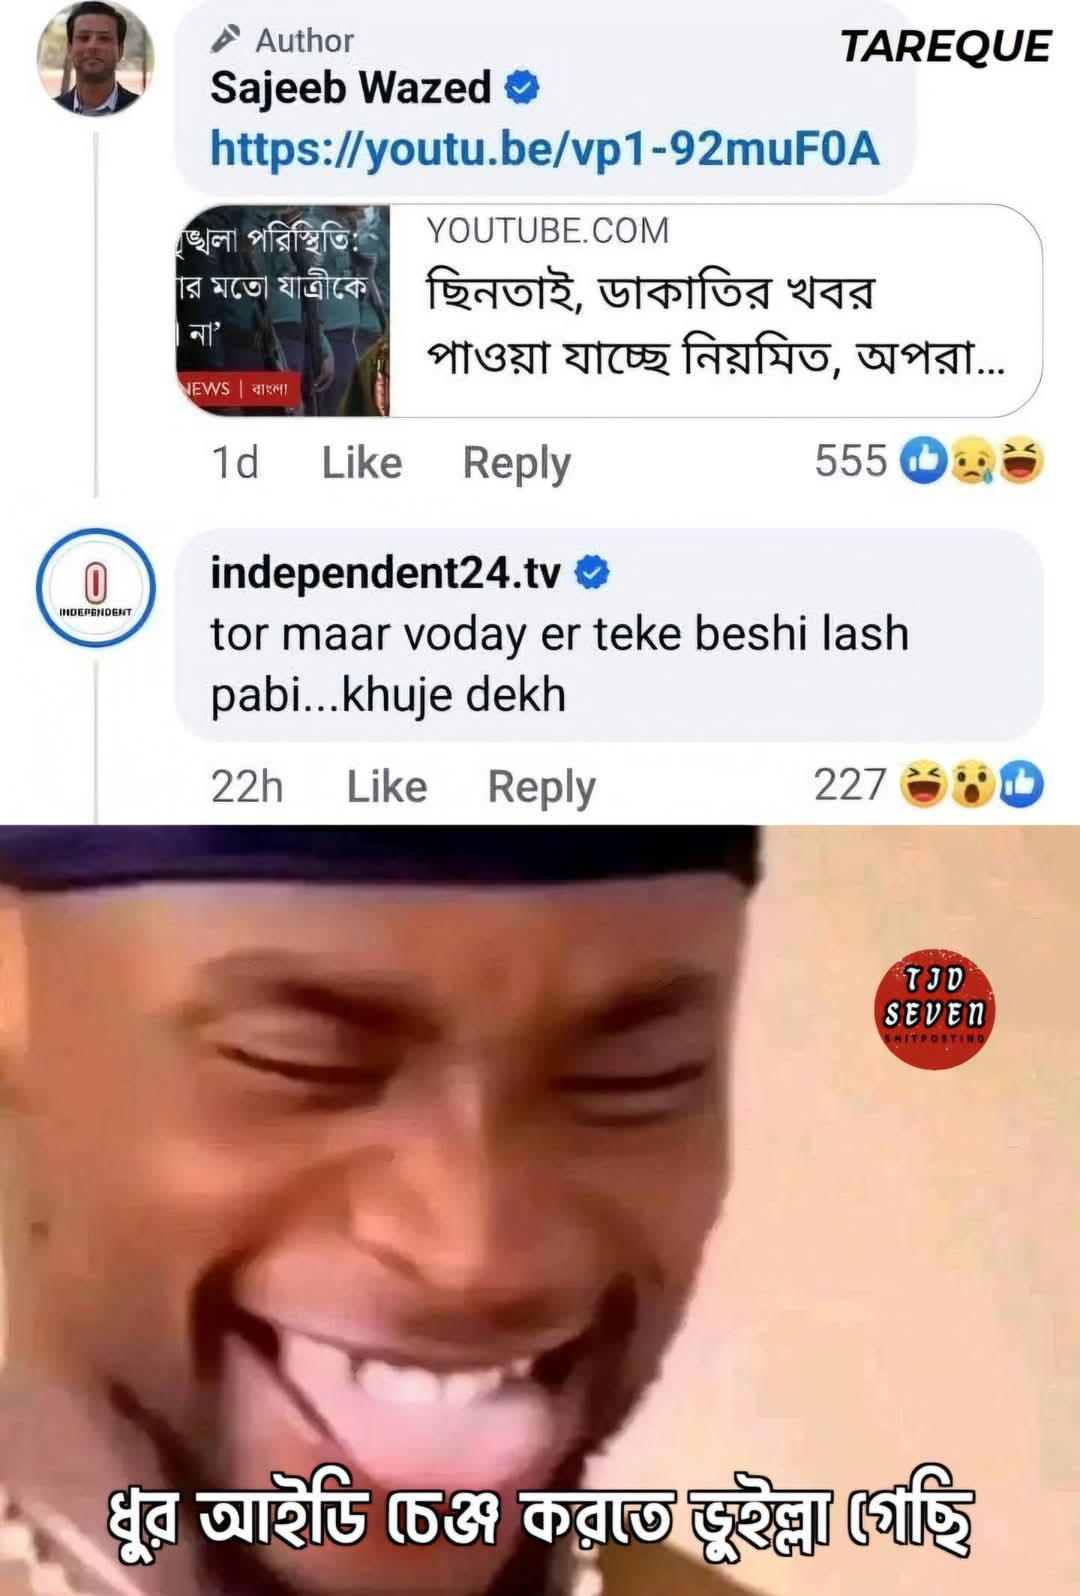 Author
TAREQUE
Sajeeb Wazed
https://youtu.be/vp1-92muF0A
পরিস্থিতি:
র মতো যাত্রীকে
না’
NEWS | বাংলা
YOUTUBE.COM
ছিনতাই, ডাকাতির খবর
পাওয়া যাচ্ছে নিয়মিত, অপরা...
1d Like Reply 555
INDEPENDENT
independent24.tv
tor maar voday er teke beshi lash
pabi...khuje dekh
22h Like Reply 227
TJD
SEVEN
SHITPOSTING
ধুর আইডি চেঞ্জ করতে ভুইল্লা গেছি